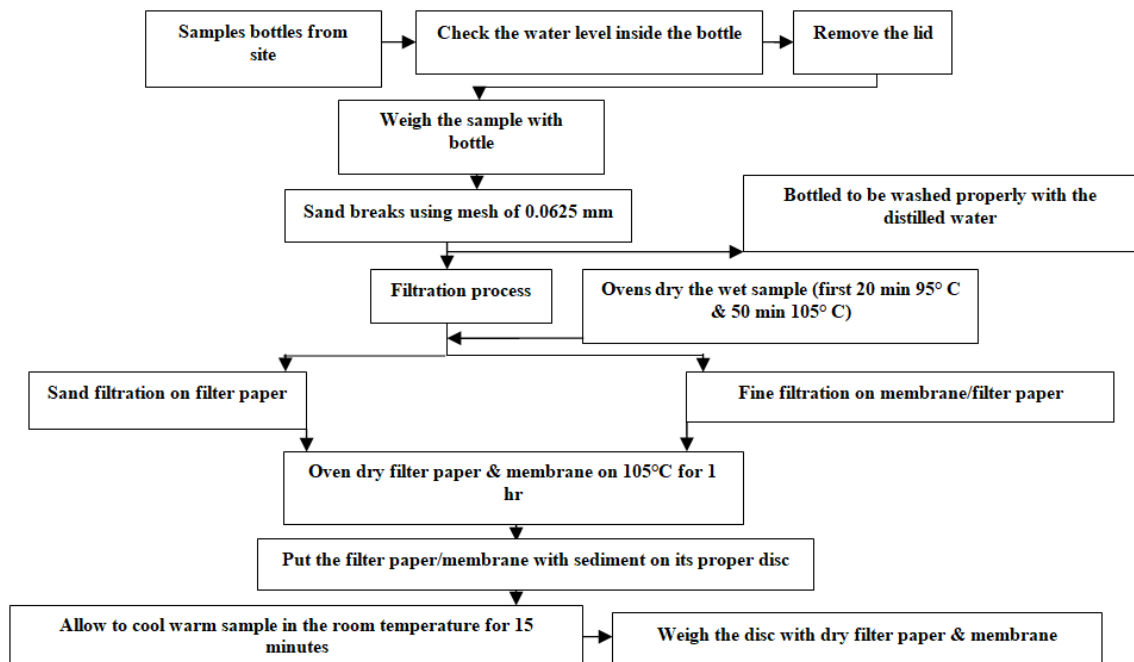 Samples bottles from
site
Check the water level inside the bottle
Remove the lid
Weigh the sample with
bottle
Sand breaks using mesh of 0.0625 mm
Bottled to be washed properly with the
distilled water
Filtration process
Ovens dry the wet sample (first 20 min 95° C
& 50 min 105° C)
Sand filtration on filter paper
Fine filtration on membrane/filter paper
Oven dry filter paper & membrane on 105°C for 1
hr
Put the filter paper/membrane with sediment on its proper disc
Allow to cool warm sample in the room temperature for 15
minutes
Weigh the disc with dry filter paper & membrane